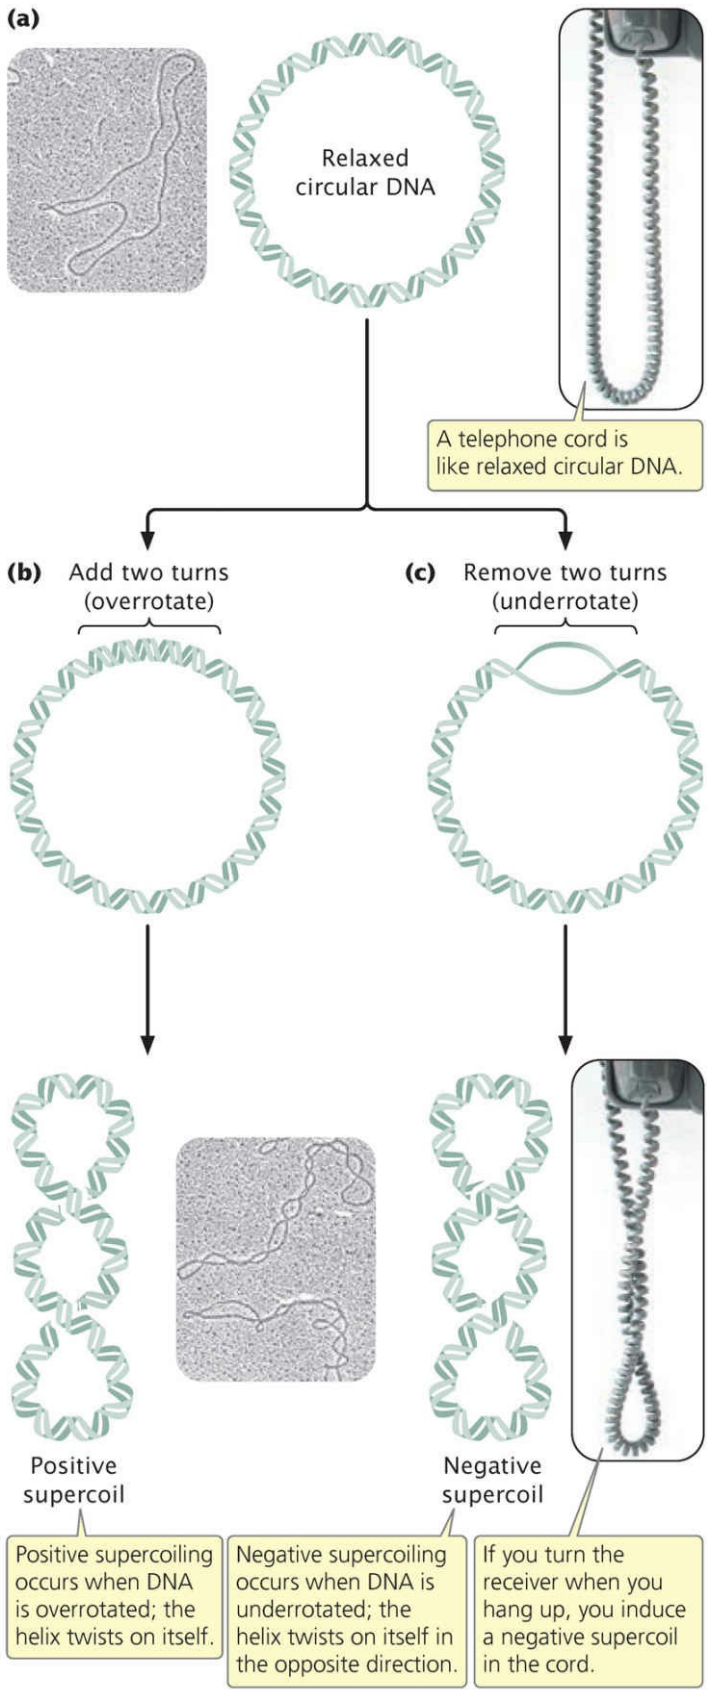 (a)
Relaxed
circular DNA
A telephone cord is
like relaxed circular DNA.
(b) Add two turns
(overrotate)
(c) Remove two turns
(underrotate)
Positive
supercoil
Negative
supercoil
Positive supercoiling
occurs when DNA
is overrotated; the
helix twists on itself.
Negative supercoiling
occurs when DNA is
underrotated; the
helix twists on itself in
the opposite direction.
If you turn the
receiver when you
hang up, you induce
a negative supercoil
in the cord.